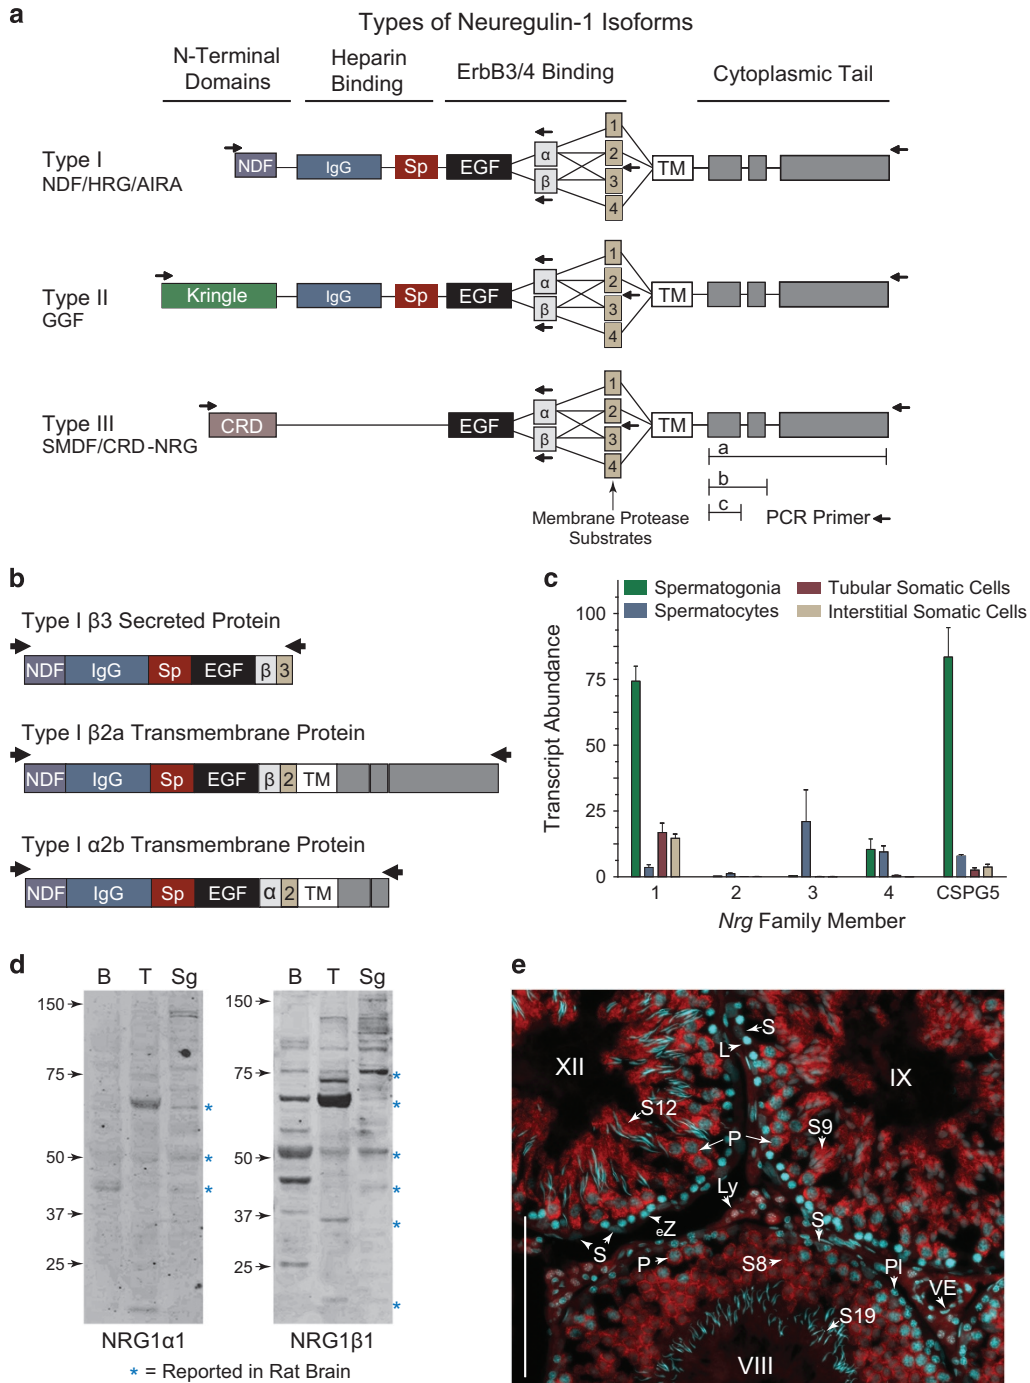 a
Types of Neuregulin-1 Isoforms
N-Terminal Domains
Heparin Binding
ErbB3/4 Binding
Cytoplasmic Tail
Type I
NDF/HRG/AIRA
NDF
IgG
Sp
EGF
α
β
1
2
3
4
TM
Type II
GGF
Kringle
IgG
Sp
EGF
α
β
1
2
3
4
TM
Type III
SMDF/CRD-NRG
CRD
EGF
α
β
1
2
3
4
TM
a
b
c
Membrane Protease
Substrates
PCR Primer
b
Type I β3 Secreted Protein
NDF IgG Sp EGF β 3
Type I β2a Transmembrane Protein
NDF IgG Sp EGF β 2 TM
Type I α2b Transmembrane Protein
NDF IgG Sp EGF α 2 TM
c
Spermatogonia
Spermatocytes
Tubular Somatic Cells
Interstitial Somatic Cells
Transcript Abundance
100
75
50
25
0
1 2 3 4 CSPG5
Nrg Family Member
d
B T Sg
150
75
50
37
25
NRG1α1
B T Sg
150
75
50
37
25
NRG1β1
* * *
* * * * * *
* = Reported in Rat Brain
e
XII
IX
VIII
S
L
S12
P
S9
Ly
eZ
S
S
P
S8
Pl
VE
S19